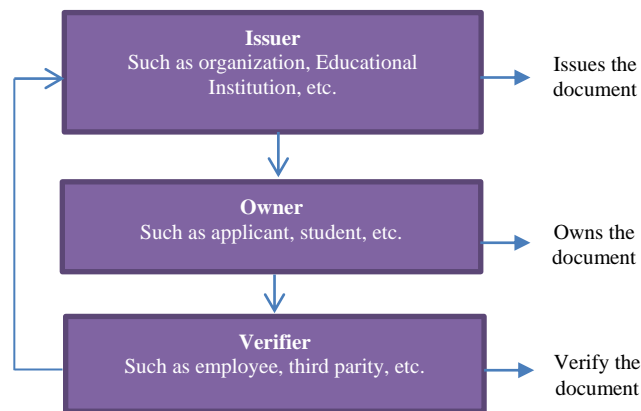 Issuer
Such as organization, Educational
Institution, etc.
Issues the
document
Owner
Such as applicant, student, etc.
Owns the
document
Verifier
Such as employee, third parity, etc.
Verify the
document